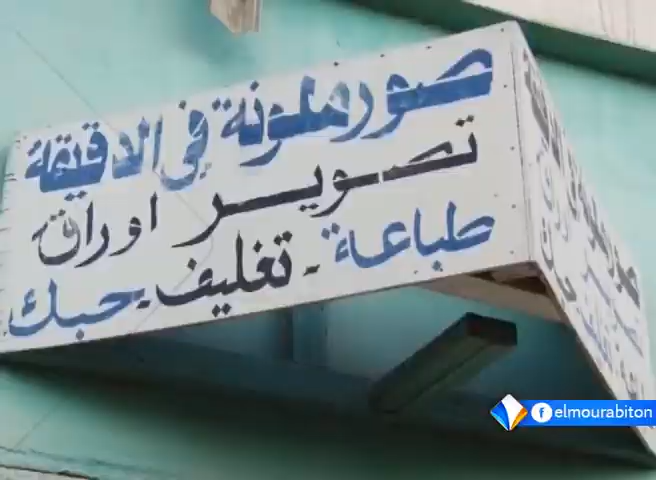 صور ملونة في الدقيقة
تصوير اوراق
طباعة - تغليف - حبك
elmourabiton